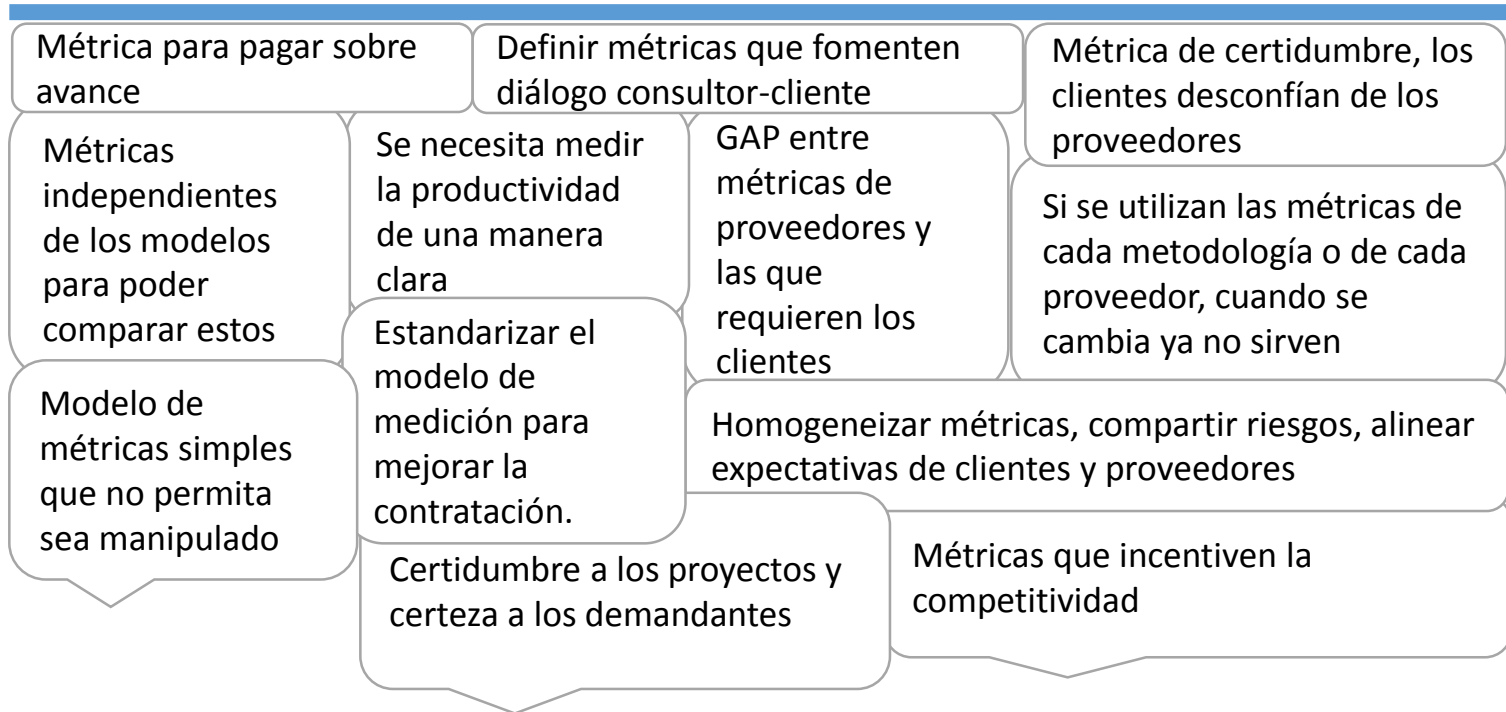 Métrica para pagar sobre
avance
Definir métricas que fomenten
diálogo consultor-cliente
Métrica de certidumbre, los
clientes desconfían de los
proveedores
Métricas
independientes
de los modelos
para poder
comparar estos
Se necesita medir
la productividad
de una manera
clara
GAP entre
métricas de
proveedores y
las que
requieren los
clientes
Si se utilizan las métricas de
cada metodología o de cada
proveedor, cuando se
cambia ya no sirven
Modelo de
métricas simples
que no permita
sea manipulado
Estandarizar el
modelo de
medición para
mejorar la
contratación.
Homogeneizar métricas, compartir riesgos, alinear
expectativas de clientes y proveedores
Certidumbre a los proyectos y
certeza a los demandantes
Métricas que incentiven la
competitividad